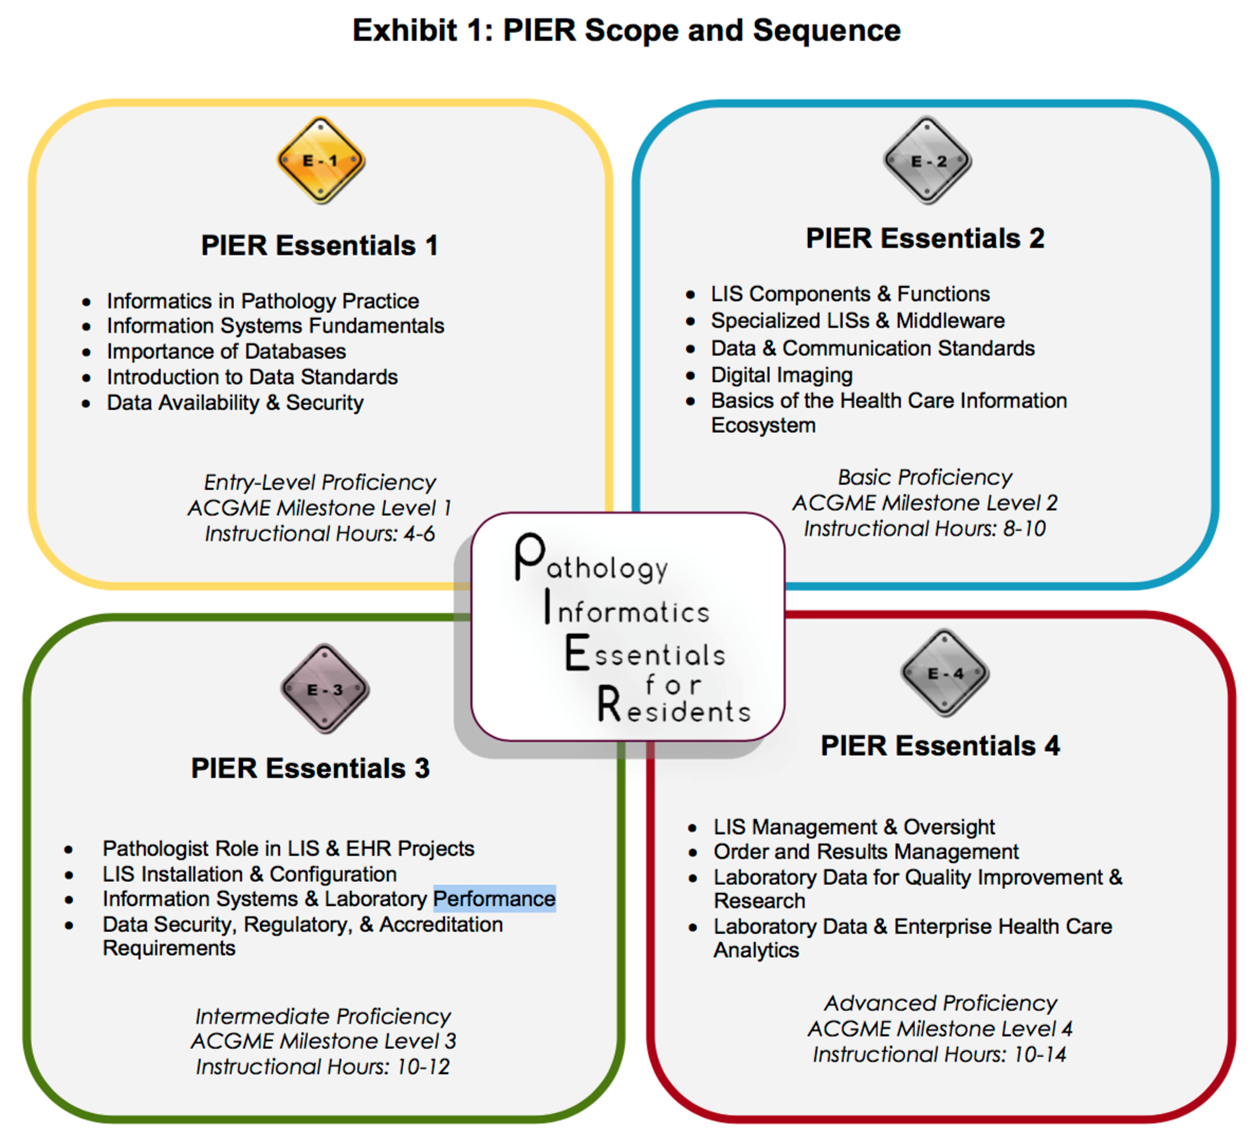 Exhibit 1: PIER Scope and Sequence
E - 1
PIER Essentials 1
• Informatics in Pathology Practice
• Information Systems Fundamentals
• Importance of Databases
• Introduction to Data Standards
• Data Availability & Security
Entry-Level Proficiency
ACGME Milestone Level 1
Instructional Hours: 4-6
E - 2
PIER Essentials 2
• LIS Components & Functions
• Specialized LISs & Middleware
• Data & Communication Standards
• Digital Imaging
• Basics of the Health Care Information
Ecosystem
Basic Proficiency
ACGME Milestone Level 2
Instructional Hours: 8-10
Pathology
Informatics
Essentials
for
Residents
E - 3
PIER Essentials 3
• Pathologist Role in LIS & EHR Projects
• LIS Installation & Configuration
• Information Systems & Laboratory Performance
• Data Security, Regulatory, & Accreditation
Requirements
Intermediate Proficiency
ACGME Milestone Level 3
Instructional Hours: 10-12
E - 4
PIER Essentials 4
• LIS Management & Oversight
• Order and Results Management
• Laboratory Data for Quality Improvement &
Research
• Laboratory Data & Enterprise Health Care
Analytics
Advanced Proficiency
ACGME Milestone Level 4
Instructional Hours: 10-14